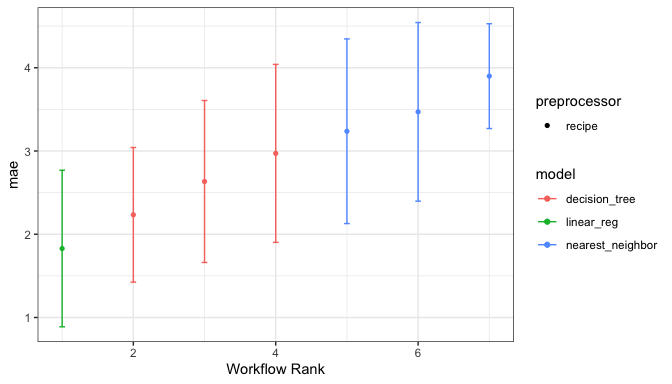 4
3
2
1
mae
2
4
6
Workflow Rank
preprocessor
recipe
model
decision_tree
linear_reg
nearest_neighbor